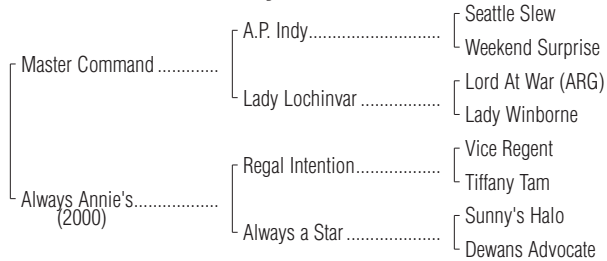 Seattle Slew
A.P. Indy...........................
Weekend Surprise
Master Command .............
Lord At War (ARG)
Lady Lochinvar ................
Lady Winborne
Vice Regent
Regal Intention.................
Tiffany Tam
Always Annie's.................
(2000)
Sunny's Halo
Always a Star ...................
Dewans Advocate